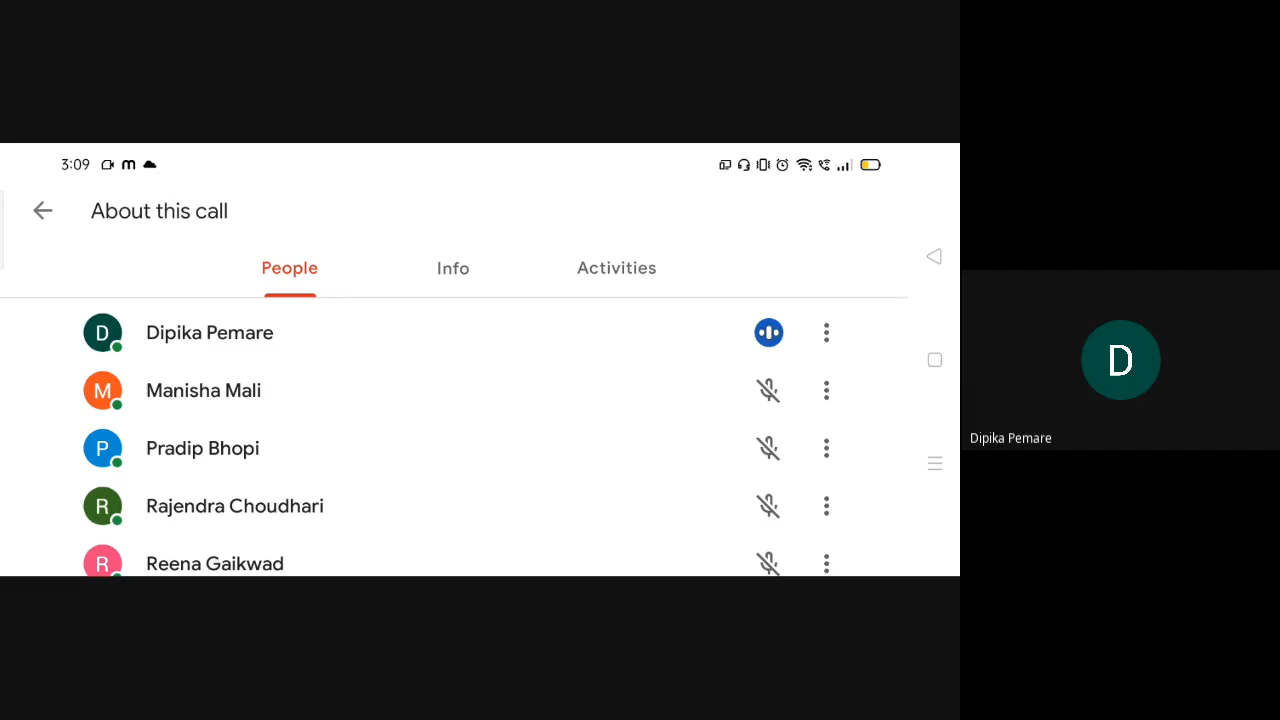 3:09 m
About this call
People Info Activities
D Dipika Pemare
M Manisha Mali
P Pradip Bhopi
R Rajendra Choudhari
R Reena Gaikwad
D
Dipika Pemare